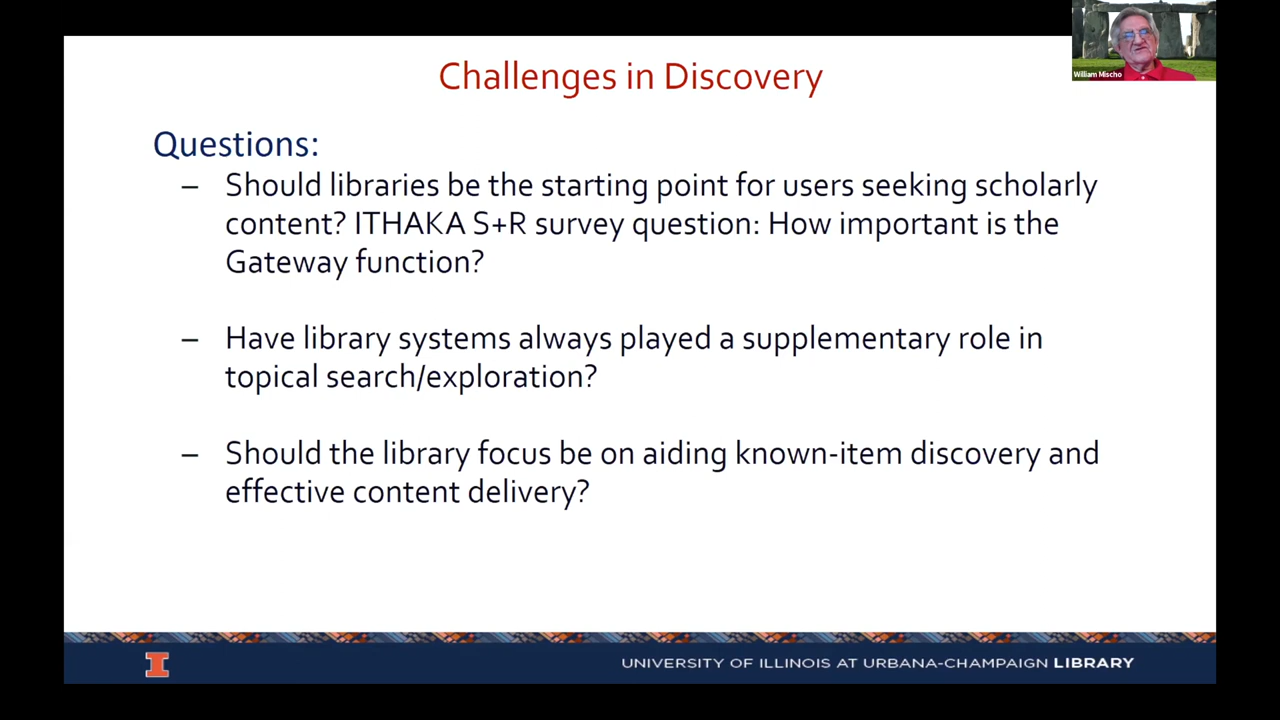 William Mischo
Challenges in Discovery
Questions:
– Should libraries be the starting point for users seeking scholarly
content? ITHAKA S+R survey question: How important is the
Gateway function?
– Have library systems always played a supplementary role in
topical search/exploration?
– Should the library focus be on aiding known-item discovery and
effective content delivery?
I
UNIVERSITY OF ILLINOIS AT URBANA-CHAMPAIGN LIBRARY